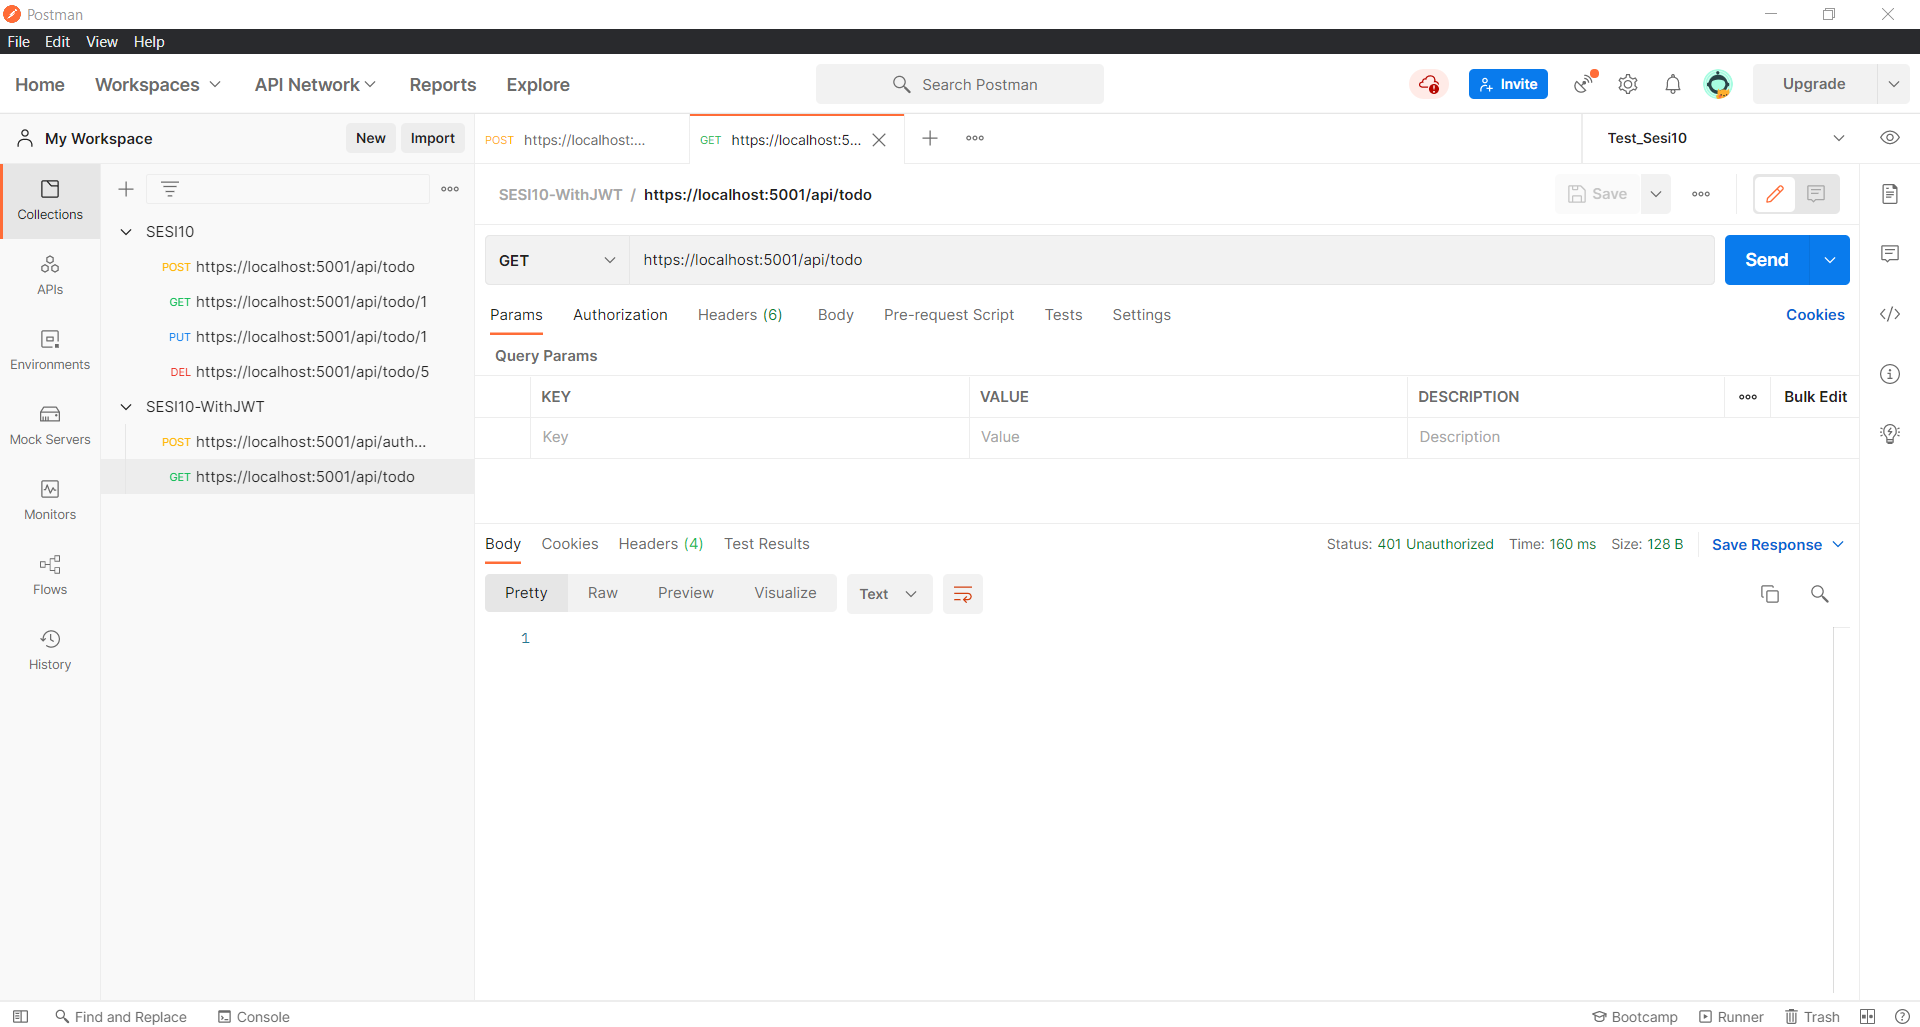 Postman
File Edit View Help
Home Workspaces API Network Reports Explore Search Postman Invite Upgrade
My Workspace New Import POST https://localhost:... GET https://localhost:5... Test_Sesi10
SESI10-WithJWT / https://localhost:5001/api/todo Save
Collections
SESI10
POST https://localhost:5001/api/todo
GET https://localhost:5001/api/todo/1
PUT https://localhost:5001/api/todo/1
DEL https://localhost:5001/api/todo/5
SESI10-WithJWT
POST https://localhost:5001/api/auth...
GET https://localhost:5001/api/todo
APIs
Environments
Mock Servers
Monitors
Flows
History
GET https://localhost:5001/api/todo Send
Params Authorization Headers (6) Body Pre-request Script Tests Settings Cookies
Query Params
KEY VALUE DESCRIPTION Bulk Edit
Key Value Description
Body Cookies Headers (4) Test Results Status: 401 Unauthorized Time: 160 ms Size: 128 B Save Response
Pretty Raw Preview Visualize Text
1
Find and Replace Console Bootcamp Runner Trash